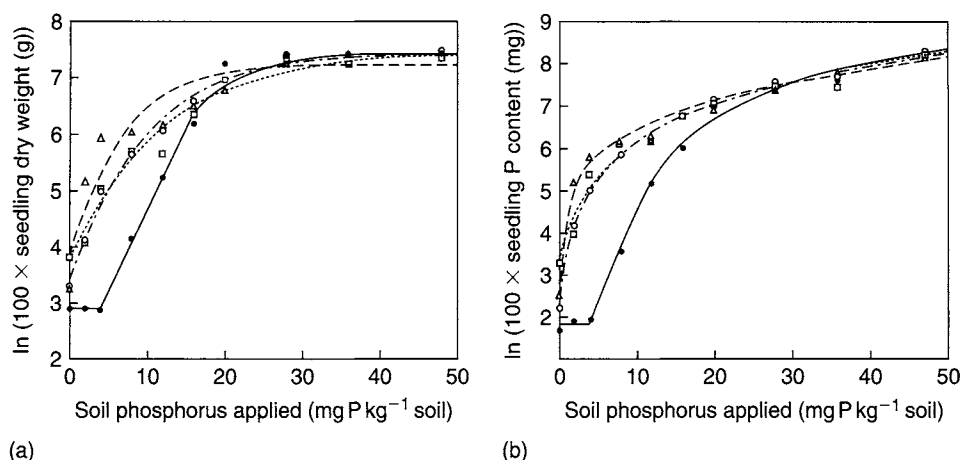 ln (100 × seedling dry weight (g))
8
7
6
5
4
3
2
0 10 20 30 40 50
Soil phosphorus applied (mg P kg⁻¹ soil)
(a)
ln (100 × seedling P content (mg))
9
8
7
6
5
4
3
2
1
0 10 20 30 40 50
Soil phosphorus applied (mg P kg⁻¹ soil)
(b)